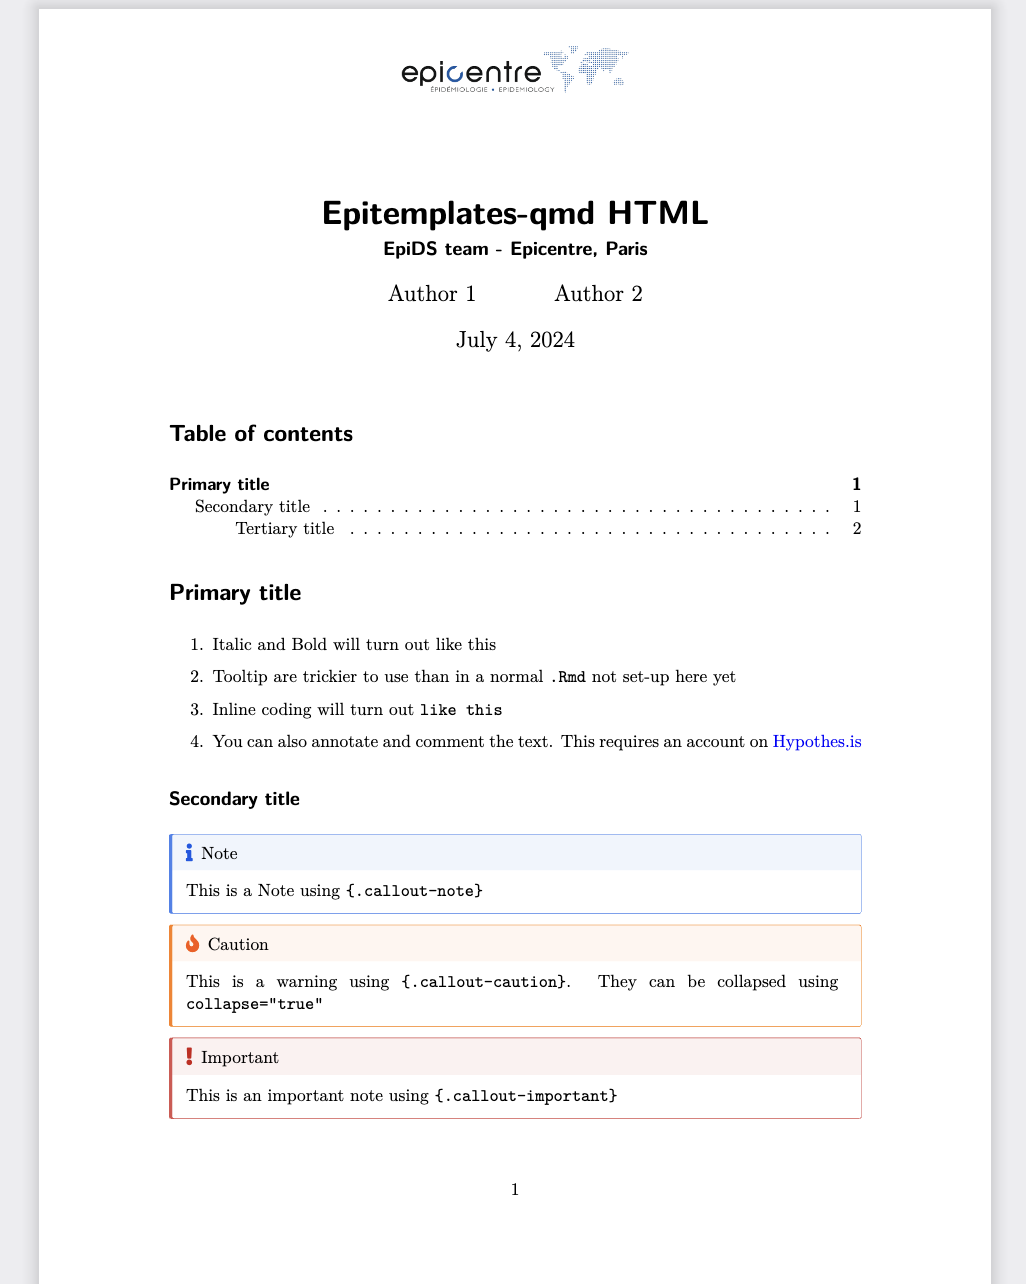 epicentre
ÉPIDÉMIOLOGIE • EPIDEMIOLOGY
Epitemplates-qmd HTML
EpiDS team - Epicentre, Paris
Author 1 Author 2
July 4, 2024
Table of contents
Primary title 1
Secondary title . . . . . . . . . . . . . . . . . . . . . . . . . . . . . . . . . . . . . . 1
Tertiary title . . . . . . . . . . . . . . . . . . . . . . . . . . . . . . . . . . . . 2
Primary title
1. Italic and Bold will turn out like this
2. Tooltip are trickier to use than in a normal .Rmd not set-up here yet
3. Inline coding will turn out like this
4. You can also annotate and comment the text. This requires an account on Hypothes.is
Secondary title
Note
This is a Note using {.callout-note}
Caution
This is a warning using {.callout-caution}. They can be collapsed using
collapse="true"
Important
This is an important note using {.callout-important}
1